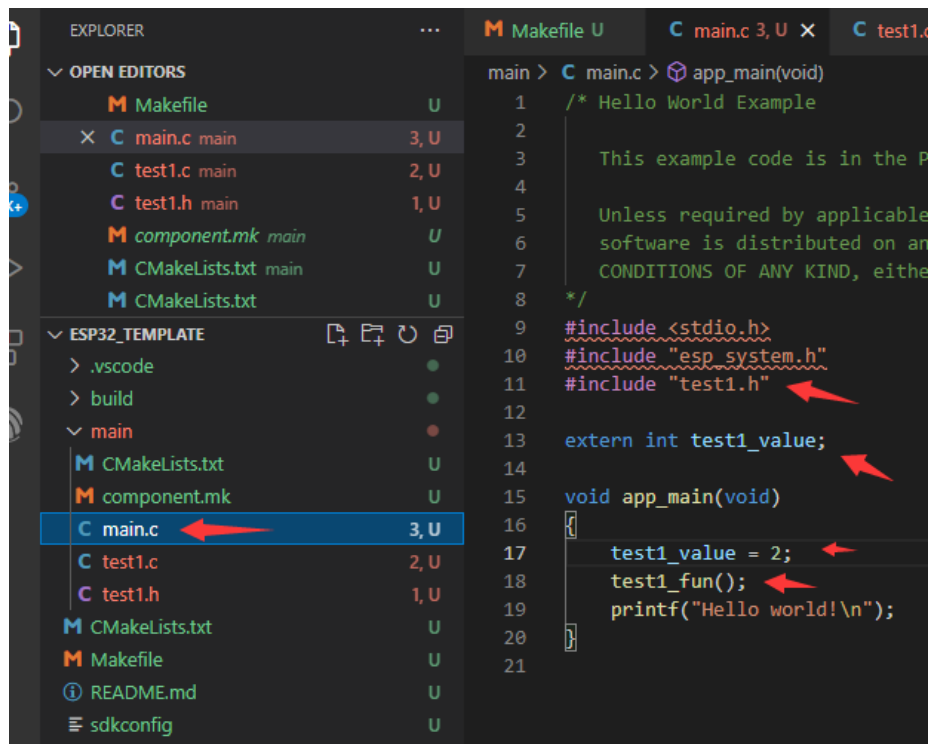 EXPLORER ...
OPEN EDITORS
M Makefile U
C main.c main 3, U
C test1.c main 2, U
C test1.h main 1, U
M component.mk main U
M CMakeLists.txt main U
M CMakeLists.txt U
ESP32_TEMPLATE
.vscode
build
main
M CMakeLists.txt U
M component.mk U
C main.c 3, U
C test1.c 2, U
C test1.h 1, U
M CMakeLists.txt U
M Makefile U
README.md U
sdkconfig U
M Makefile U C main.c 3, U C test1.c
main > C main.c > app_main(void)
1 /* Hello World Example
2
3 This example code is in the P
4
5 Unless required by applicable
6 software is distributed on an
7 CONDITIONS OF ANY KIND, eithe
8 */
9 #include <stdio.h>
10 #include "esp_system.h"
11 #include "test1.h"
12
13 extern int test1_value;
14
15 void app_main(void)
16 {
17 test1_value = 2;
18 test1_fun();
19 printf("Hello world!\n");
20 }
21